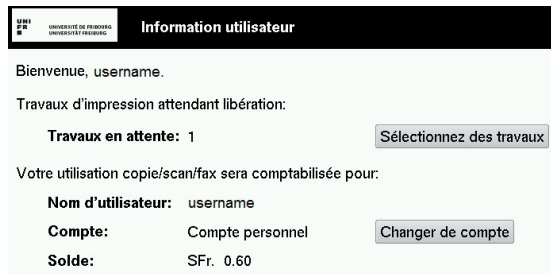 UNI
FR
UNIVERSITÉ DE FRIBOURG
UNIVERSITÄT FREIBURG
Information utilisateur
Bienvenue, username.
Travaux d'impression attendant libération:
Travaux en attente: 1
Sélectionnez des travaux
Votre utilisation copie/scan/fax sera comptabilisée pour:
Nom d'utilisateur: username
Compte: Compte personnel
Changer de compte
Solde: SFr. 0.60